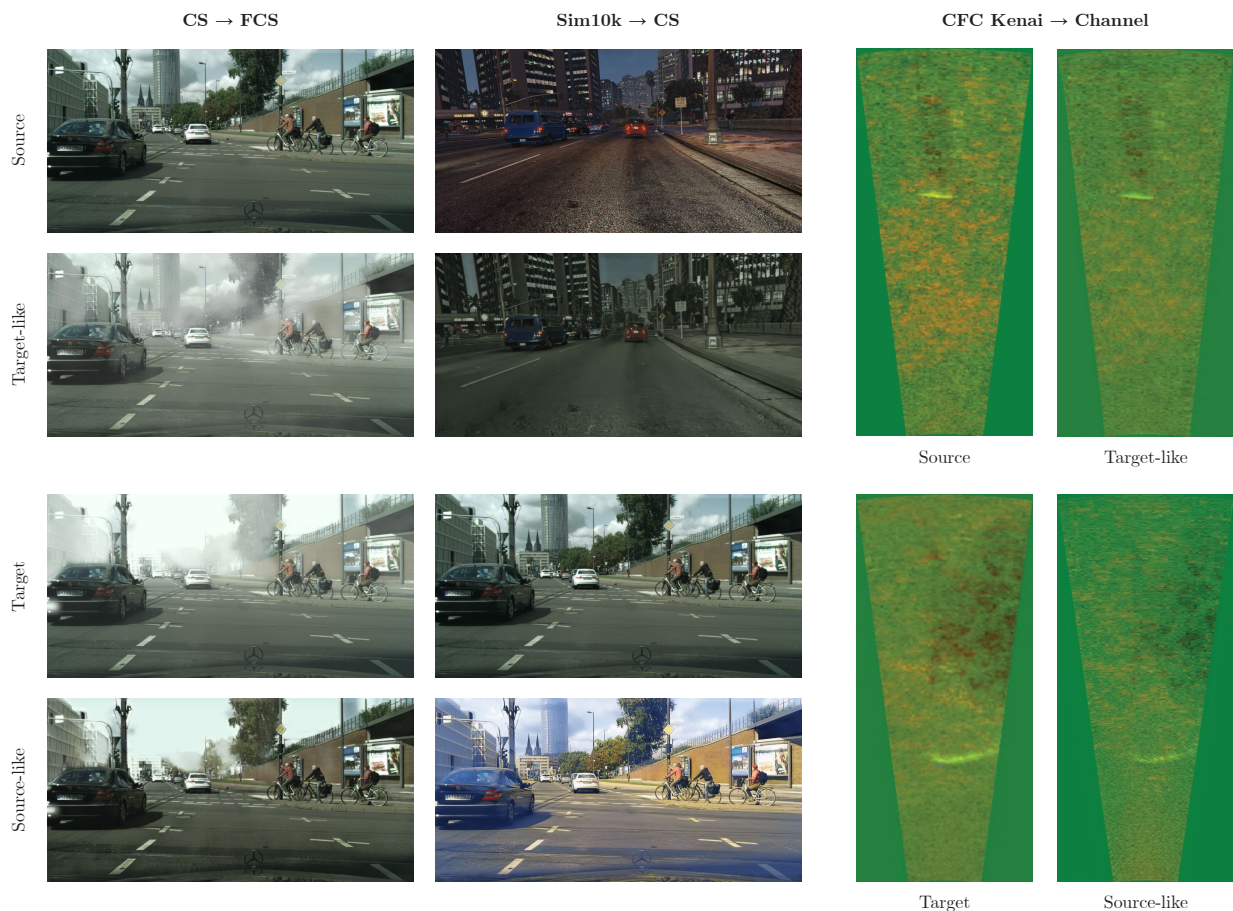 CS → FCS
Sim10k → CS
CFC Kenai → Channel
Source
Target-like
Source
Target-like
Target
Source-like
Target
Source-like